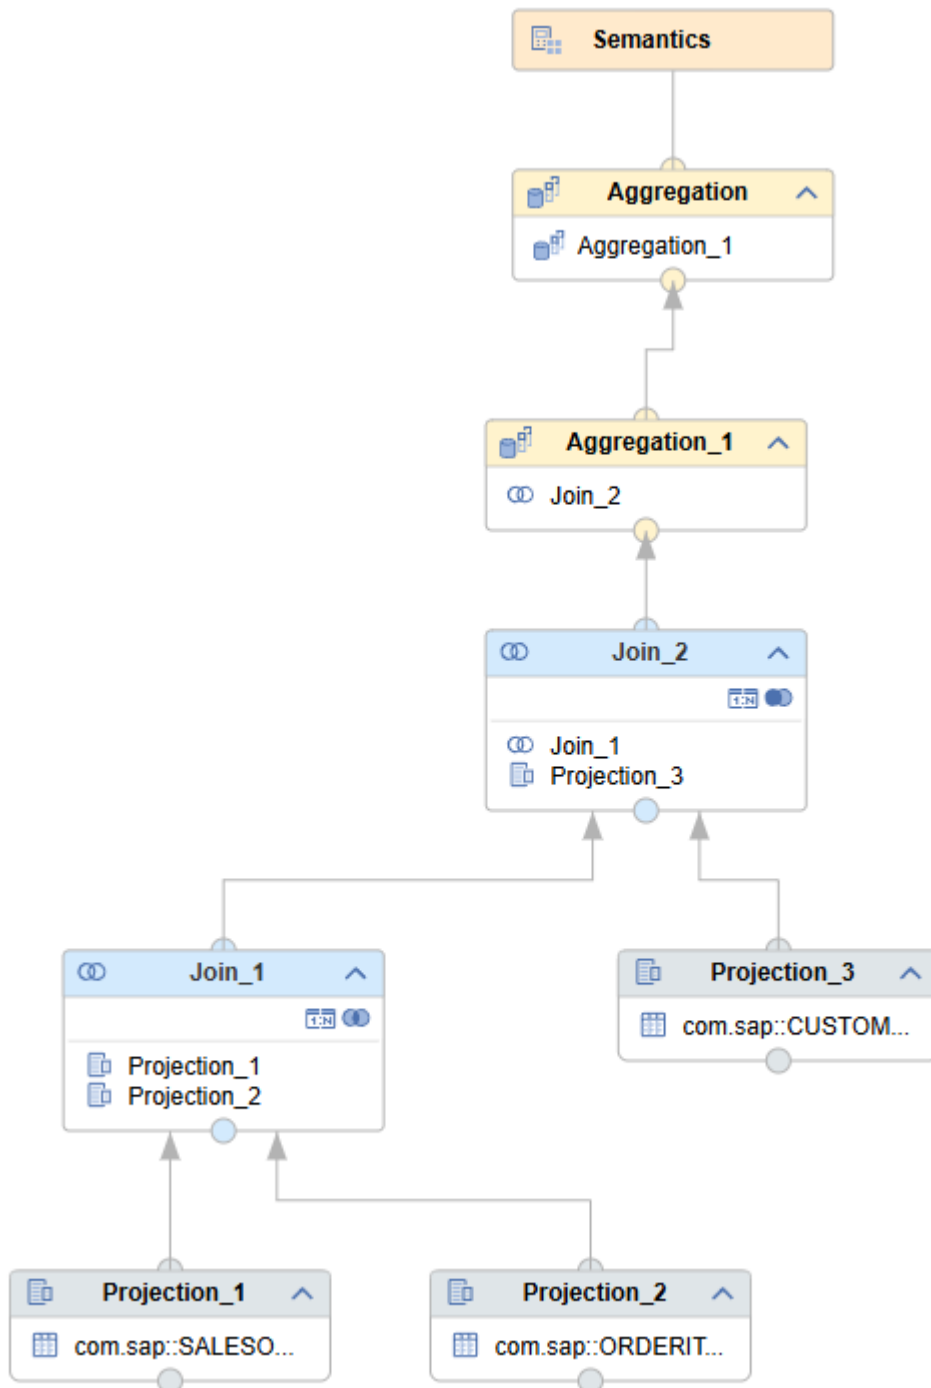 Semantics
Aggregation
Aggregation_1
Aggregation_1
Join_2
Join_2
1:N
Join_1
Projection_3
Join_1
1:N
Projection_1
Projection_2
Projection_3
com.sap::CUSTOM...
Projection_1
com.sap::SALESO...
Projection_2
com.sap::ORDERIT...